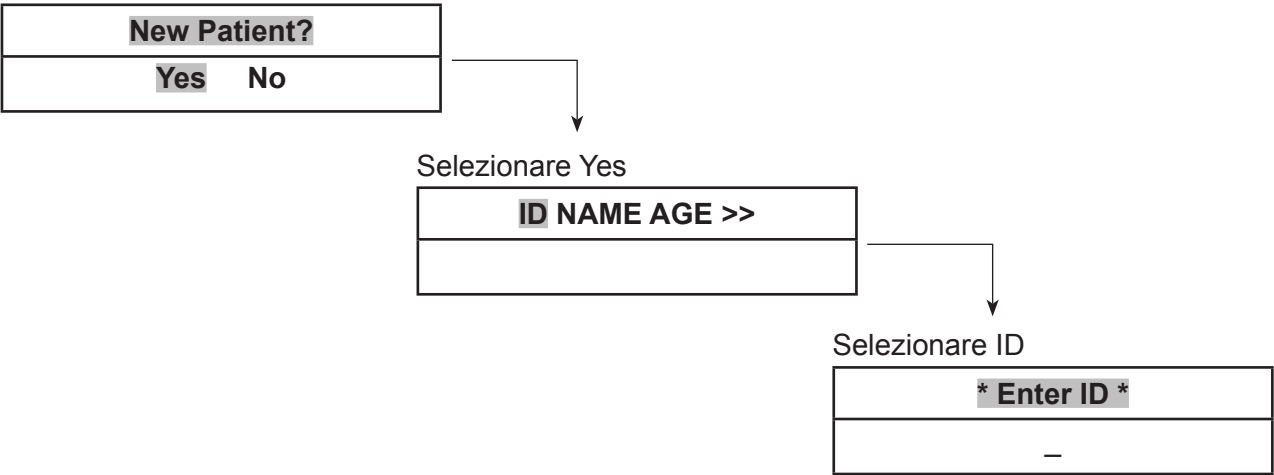 New Patient?
Yes No
Selezionare Yes
ID NAME AGE >>
Selezionare ID
* Enter ID *
_